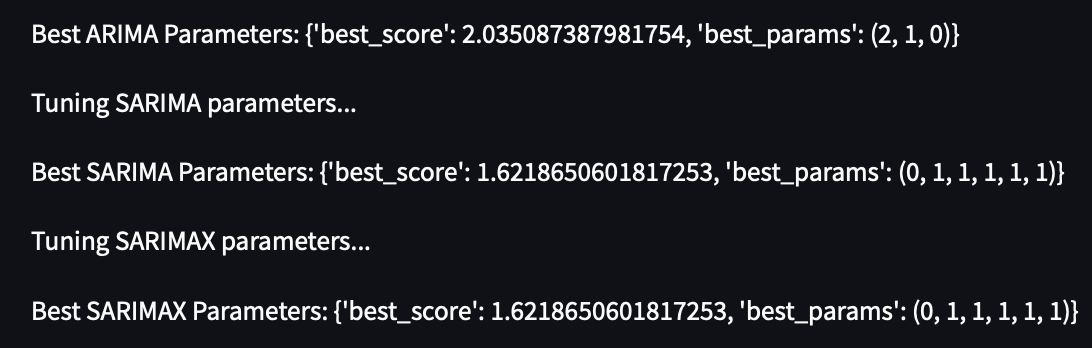 Best ARIMA Parameters: {'best_score': 2.035087387981754, 'best_params': (2, 1, 0)}
Tuning SARIMA parameters...
Best SARIMA Parameters: {'best_score': 1.6218650601817253, 'best_params': (0, 1, 1, 1, 1, 1)}
Tuning SARIMAX parameters...
Best SARIMAX Parameters: {'best_score': 1.6218650601817253, 'best_params': (0, 1, 1, 1, 1, 1)}